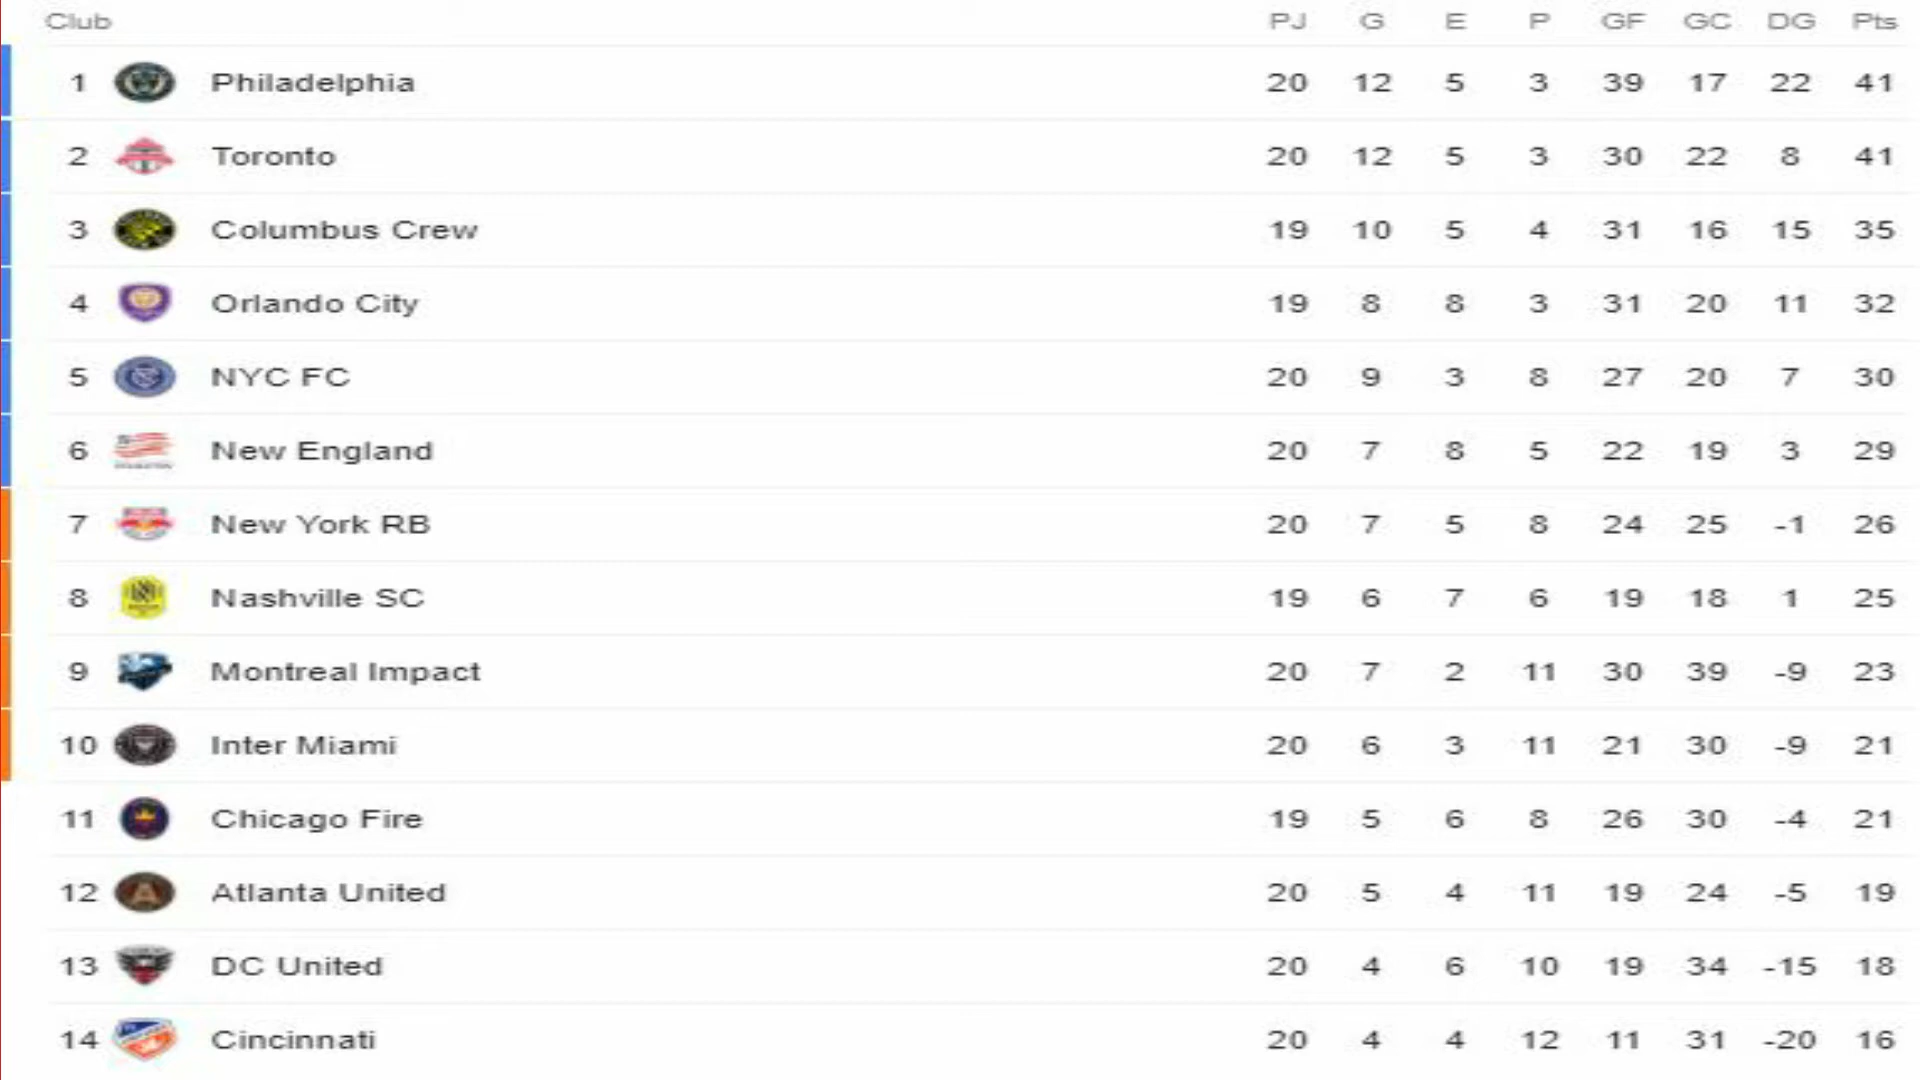 Club PJ G E P GF GC DG Pts
1 Philadelphia 20 12 5 3 39 17 22 41
2 Toronto 20 12 5 3 30 22 8 41
3 Columbus Crew 19 10 5 4 31 16 15 35
4 Orlando City 19 8 8 3 31 20 11 32
5 NYC FC 20 9 3 8 27 20 7 30
6 New England 20 7 8 5 22 19 3 29
7 New York RB 20 7 5 8 24 25 -1 26
8 Nashville SC 19 6 7 6 19 18 1 25
9 Montreal Impact 20 7 2 11 30 39 -9 23
10 Inter Miami 20 6 3 11 21 30 -9 21
11 Chicago Fire 19 5 6 8 26 30 -4 21
12 Atlanta United 20 5 4 11 19 24 -5 19
13 DC United 20 4 6 10 19 34 -15 18
14 Cincinnati 20 4 4 12 11 31 -20 16